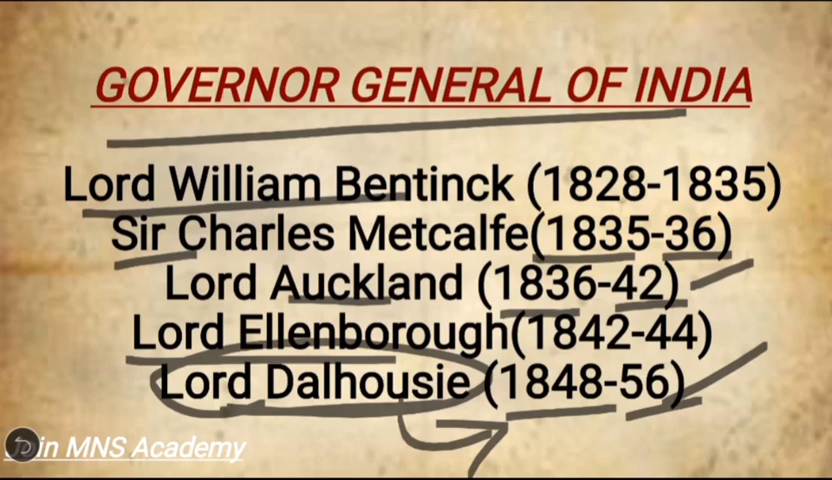 GOVERNOR GENERAL OF INDIA
Lord William Bentinck (1828-1835)
Sir Charles Metcalfe(1835-36)
Lord Auckland (1836-42)
Lord Ellenborough(1842-44)
Lord Dalhousie (1848-56)
in MNS Academy